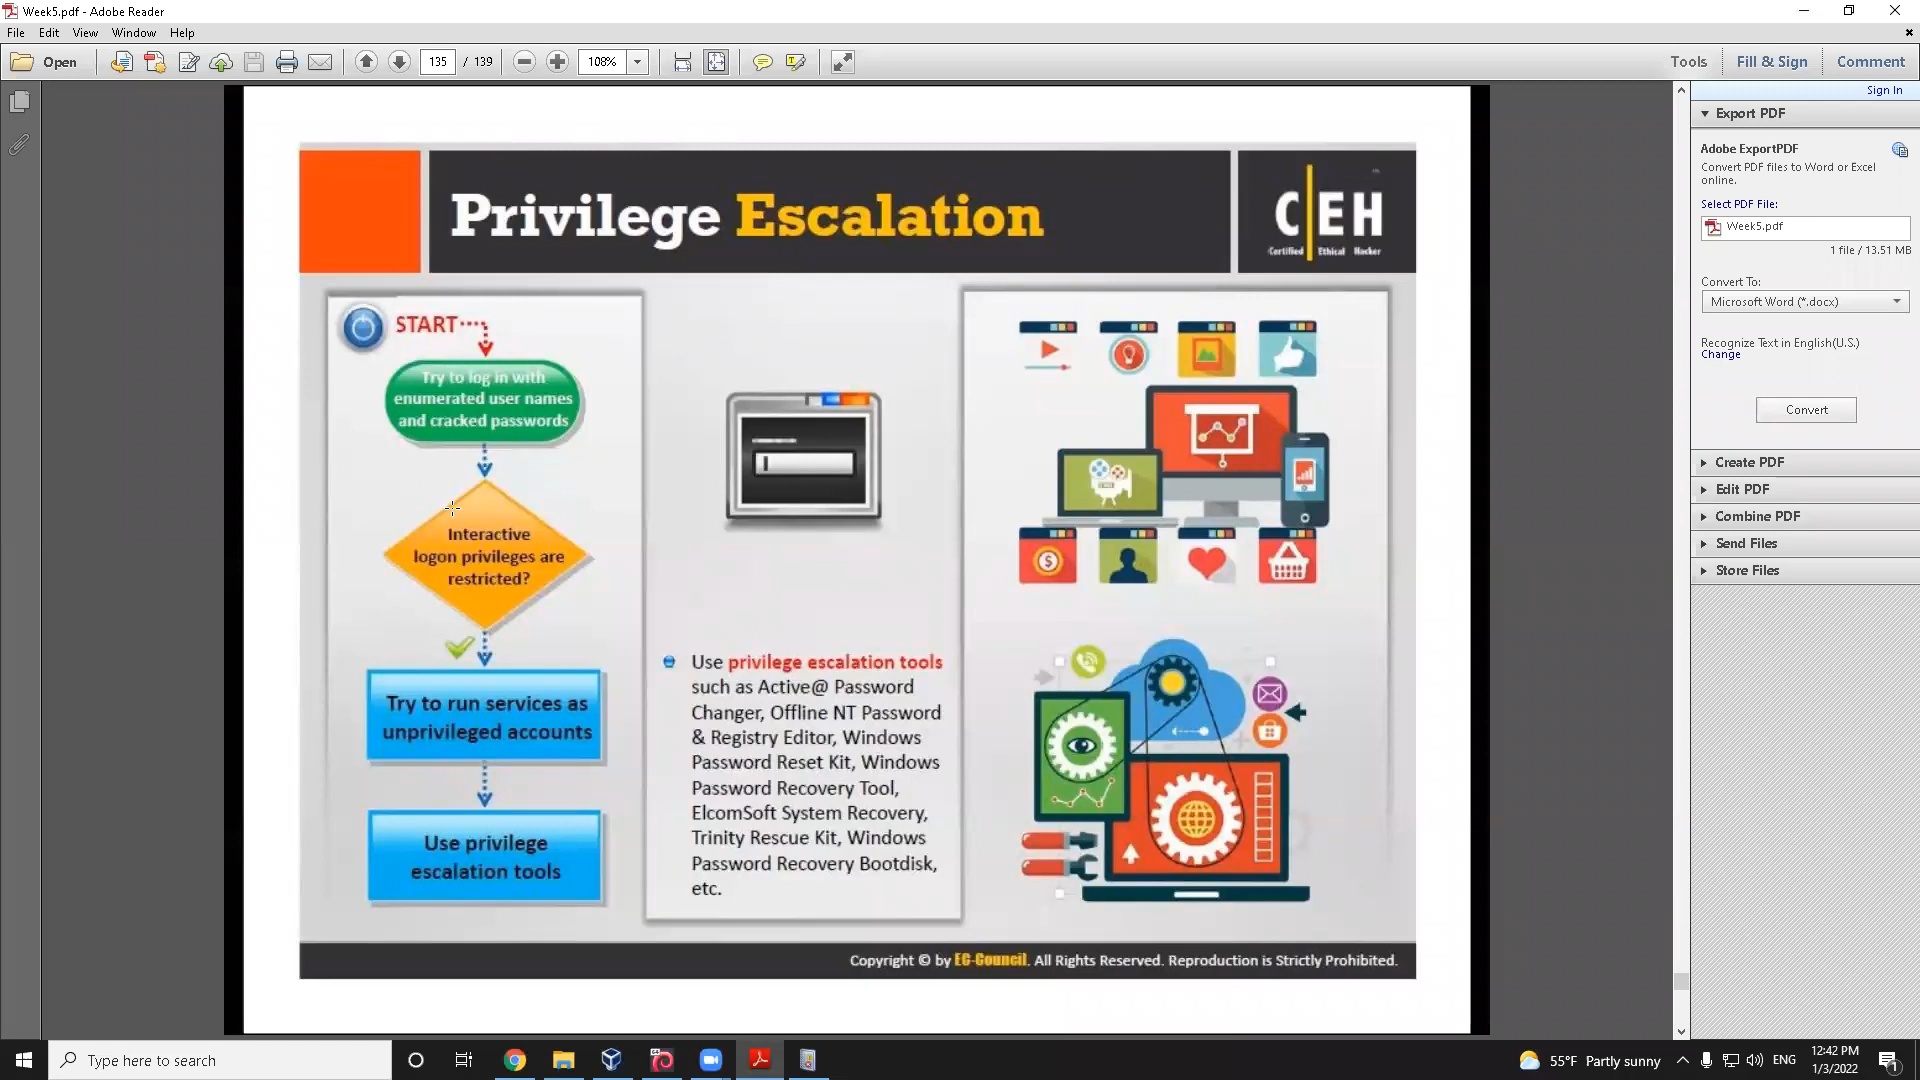 Week5.pdf - Adobe Reader
File Edit View Window Help
Open
135 / 139
108%
Tools
Fill & Sign
Comment
Sign In
Export PDF
Adobe ExportPDF
Convert PDF files to Word or Excel
online.
Select PDF File:
Week5.pdf
1 file / 13.51 MB
Convert To:
Microsoft Word (*.docx)
Recognize Text in English(U.S.)
Change
Convert
Create PDF
Edit PDF
Combine PDF
Send Files
Store Files
Privilege Escalation
C|EH
Certified Ethical Hacker
START
Try to log in with
enumerated user names
and cracked passwords
Interactive
logon privileges are
restricted?
Try to run services as
unprivileged accounts
Use privilege
escalation tools
Use privilege escalation tools
such as Active@ Password
Changer, Offline NT Password
& Registry Editor, Windows
Password Reset Kit, Windows
Password Recovery Tool,
ElcomSoft System Recovery,
Trinity Rescue Kit, Windows
Password Recovery Bootdisk,
etc.
Copyright © by EC-Council. All Rights Reserved. Reproduction is Strictly Prohibited.
Type here to search
55°F Partly sunny
ENG
12:42 PM
1/3/2022
1